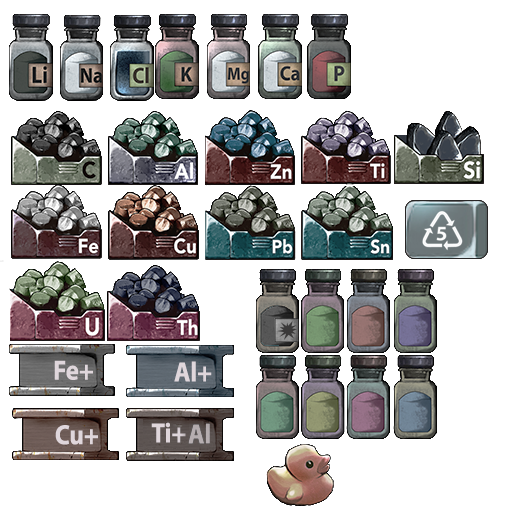 Li Na Cl K Mg Ca P
C Al Zn Ti Si
Fe Cu Pb Sn 5
U Th
Fe+ Al+
Cu+ Ti+Al